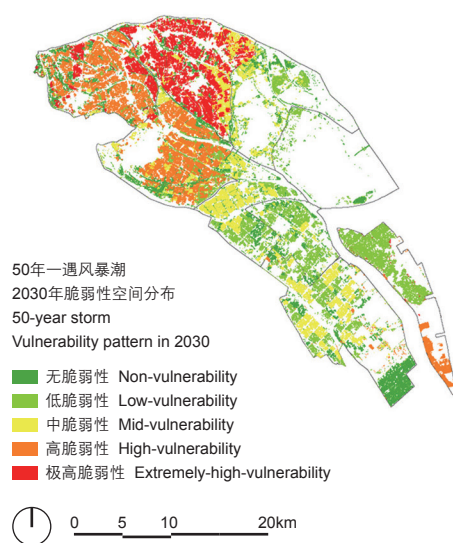 50年一遇风暴潮
2030年脆弱性空间分布
50-year storm
Vulnerability pattern in 2030
无脆弱性 Non-vulnerability
低脆弱性 Low-vulnerability
中脆弱性 Mid-vulnerability
高脆弱性 High-vulnerability
极高脆弱性 Extremely-high-vulnerability
0 5 10 20km